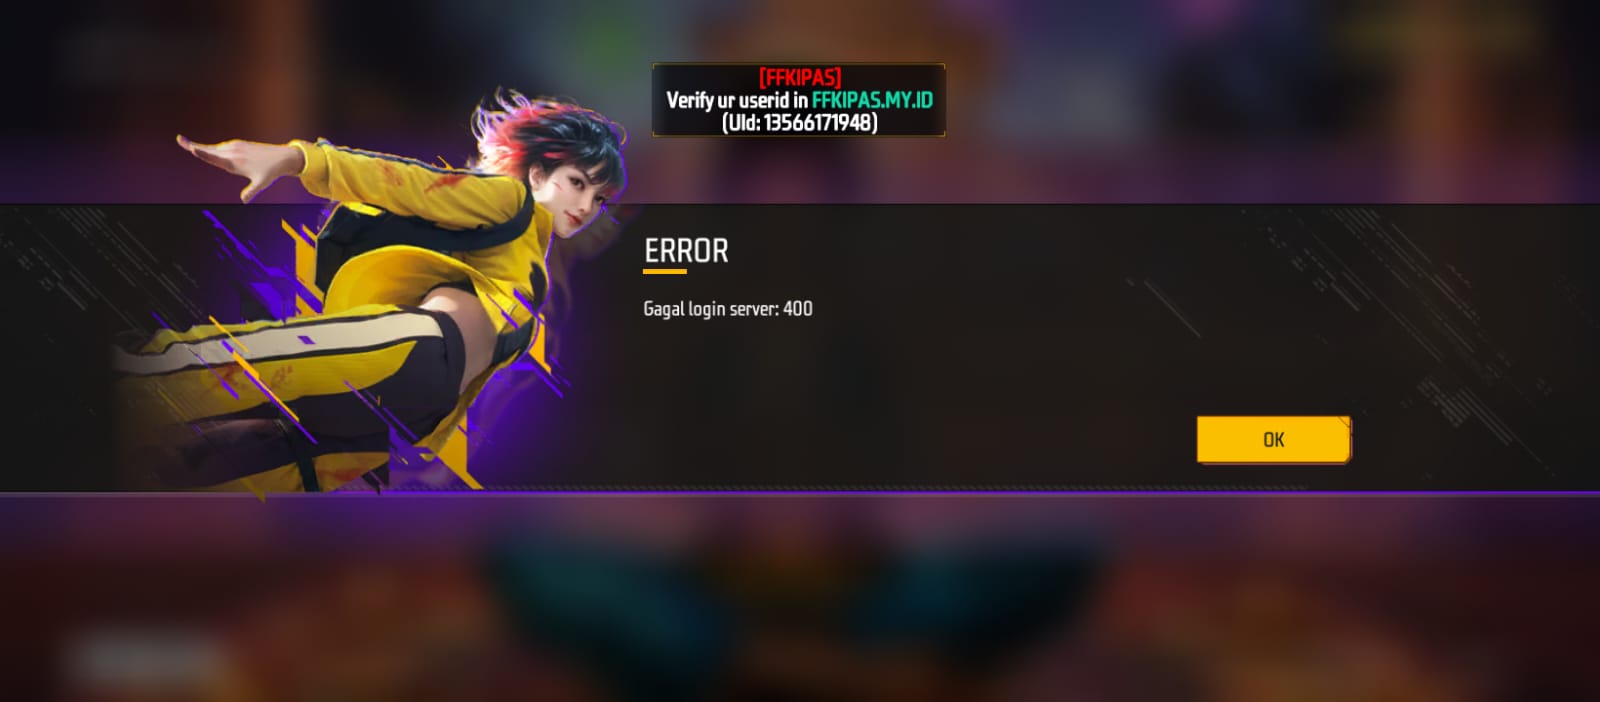 [FFKIPAS]
Verify ur userid in FFKIPAS.MY.ID
(UId: 13566171948)
ERROR
Gagal login server: 400
OK